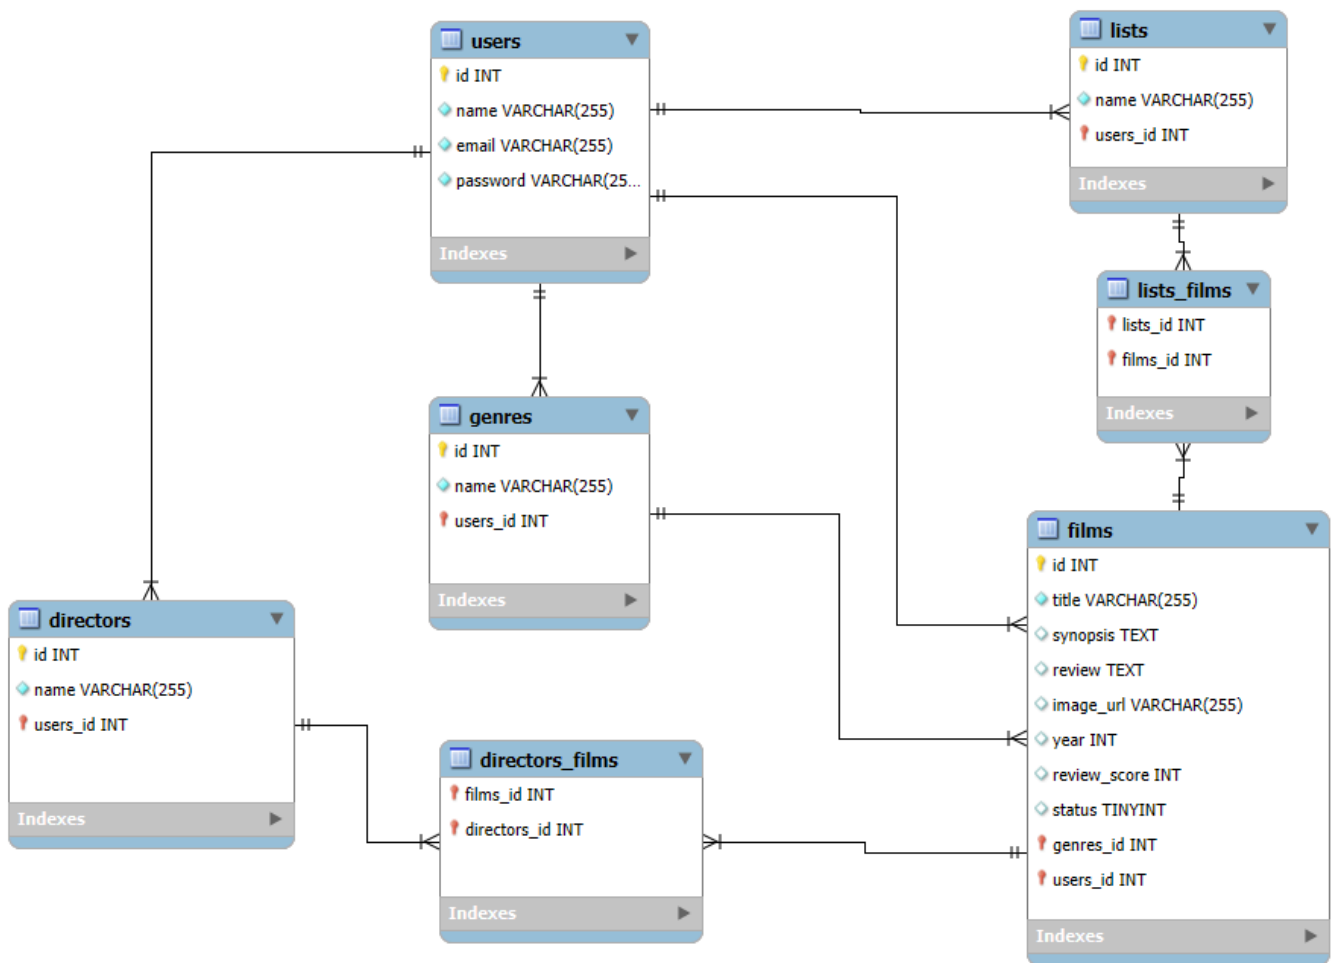 users
id INT
name VARCHAR(255)
email VARCHAR(255)
password VARCHAR(25...
Indexes
lists
id INT
name VARCHAR(255)
users_id INT
Indexes
lists_films
lists_id INT
films_id INT
Indexes
genres
id INT
name VARCHAR(255)
users_id INT
Indexes
films
id INT
title VARCHAR(255)
synopsis TEXT
review TEXT
image_url VARCHAR(255)
year INT
review_score INT
status TINYINT
genres_id INT
users_id INT
Indexes
directors
id INT
name VARCHAR(255)
users_id INT
Indexes
directors_films
films_id INT
directors_id INT
Indexes